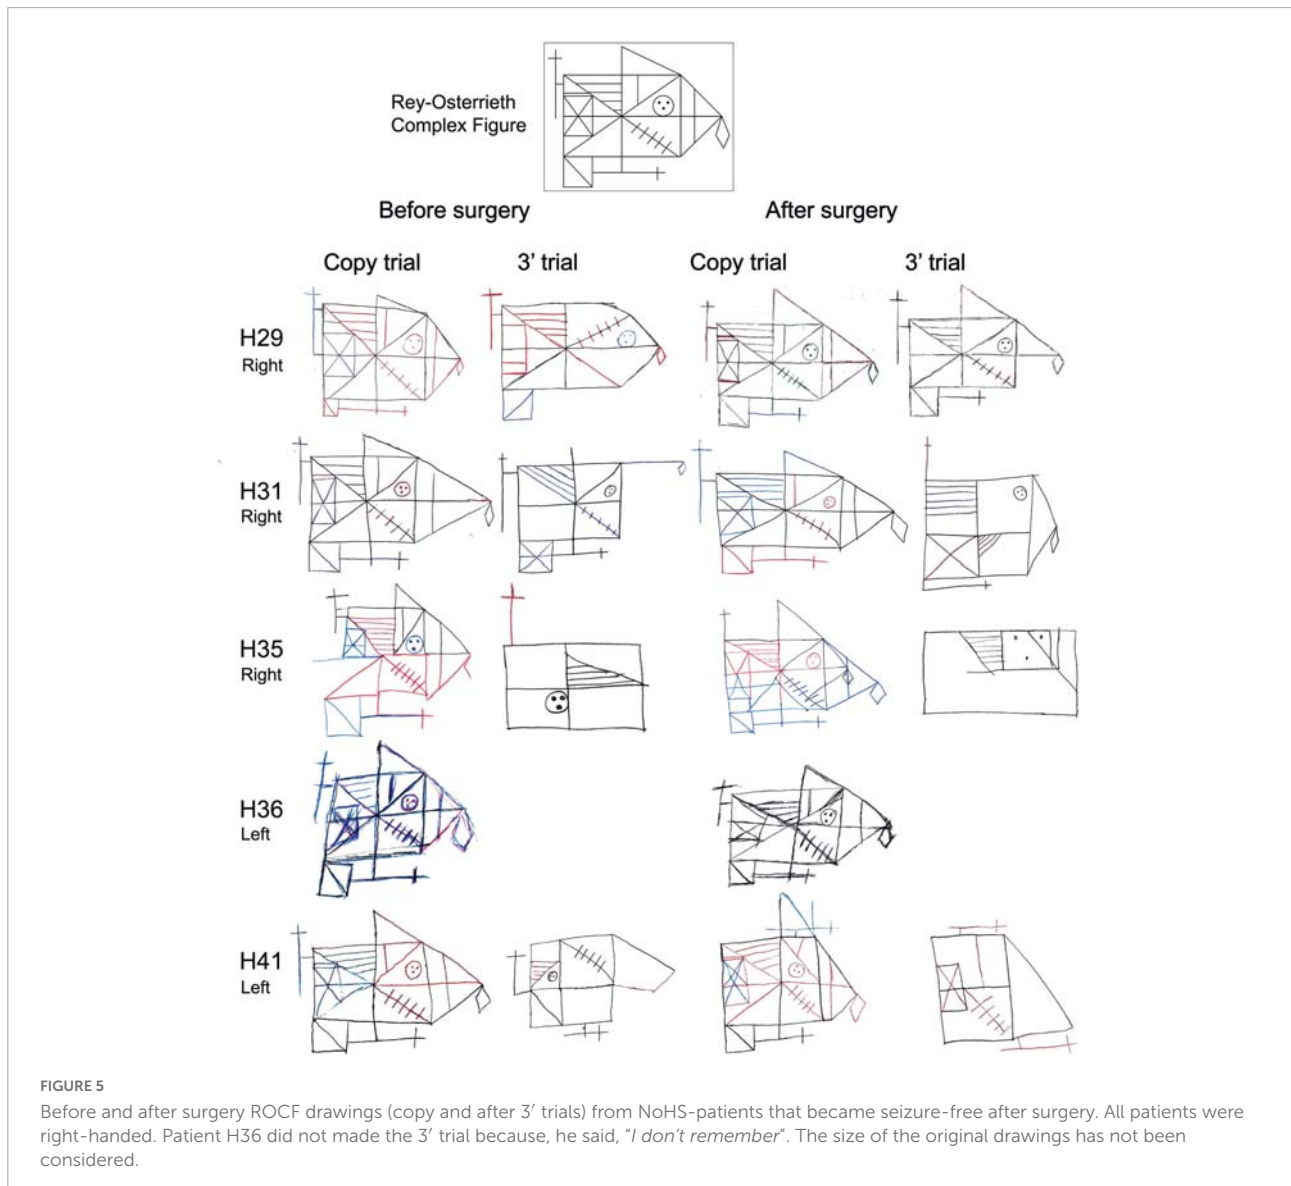 Rey-Osterrieth
Complex Figure
Before surgery
After surgery
Copy trial
3′ trial
Copy trial
3′ trial
H29
Right
H31
Right
H35
Right
H36
Left
H41
Left
FIGURE 5
Before and after surgery ROCF drawings (copy and after 3′ trials) from NoHS-patients that became seizure-free after surgery. All patients were
right-handed. Patient H36 did not made the 3′ trial because, he said, “I don’t remember”. The size of the original drawings has not been
considered.